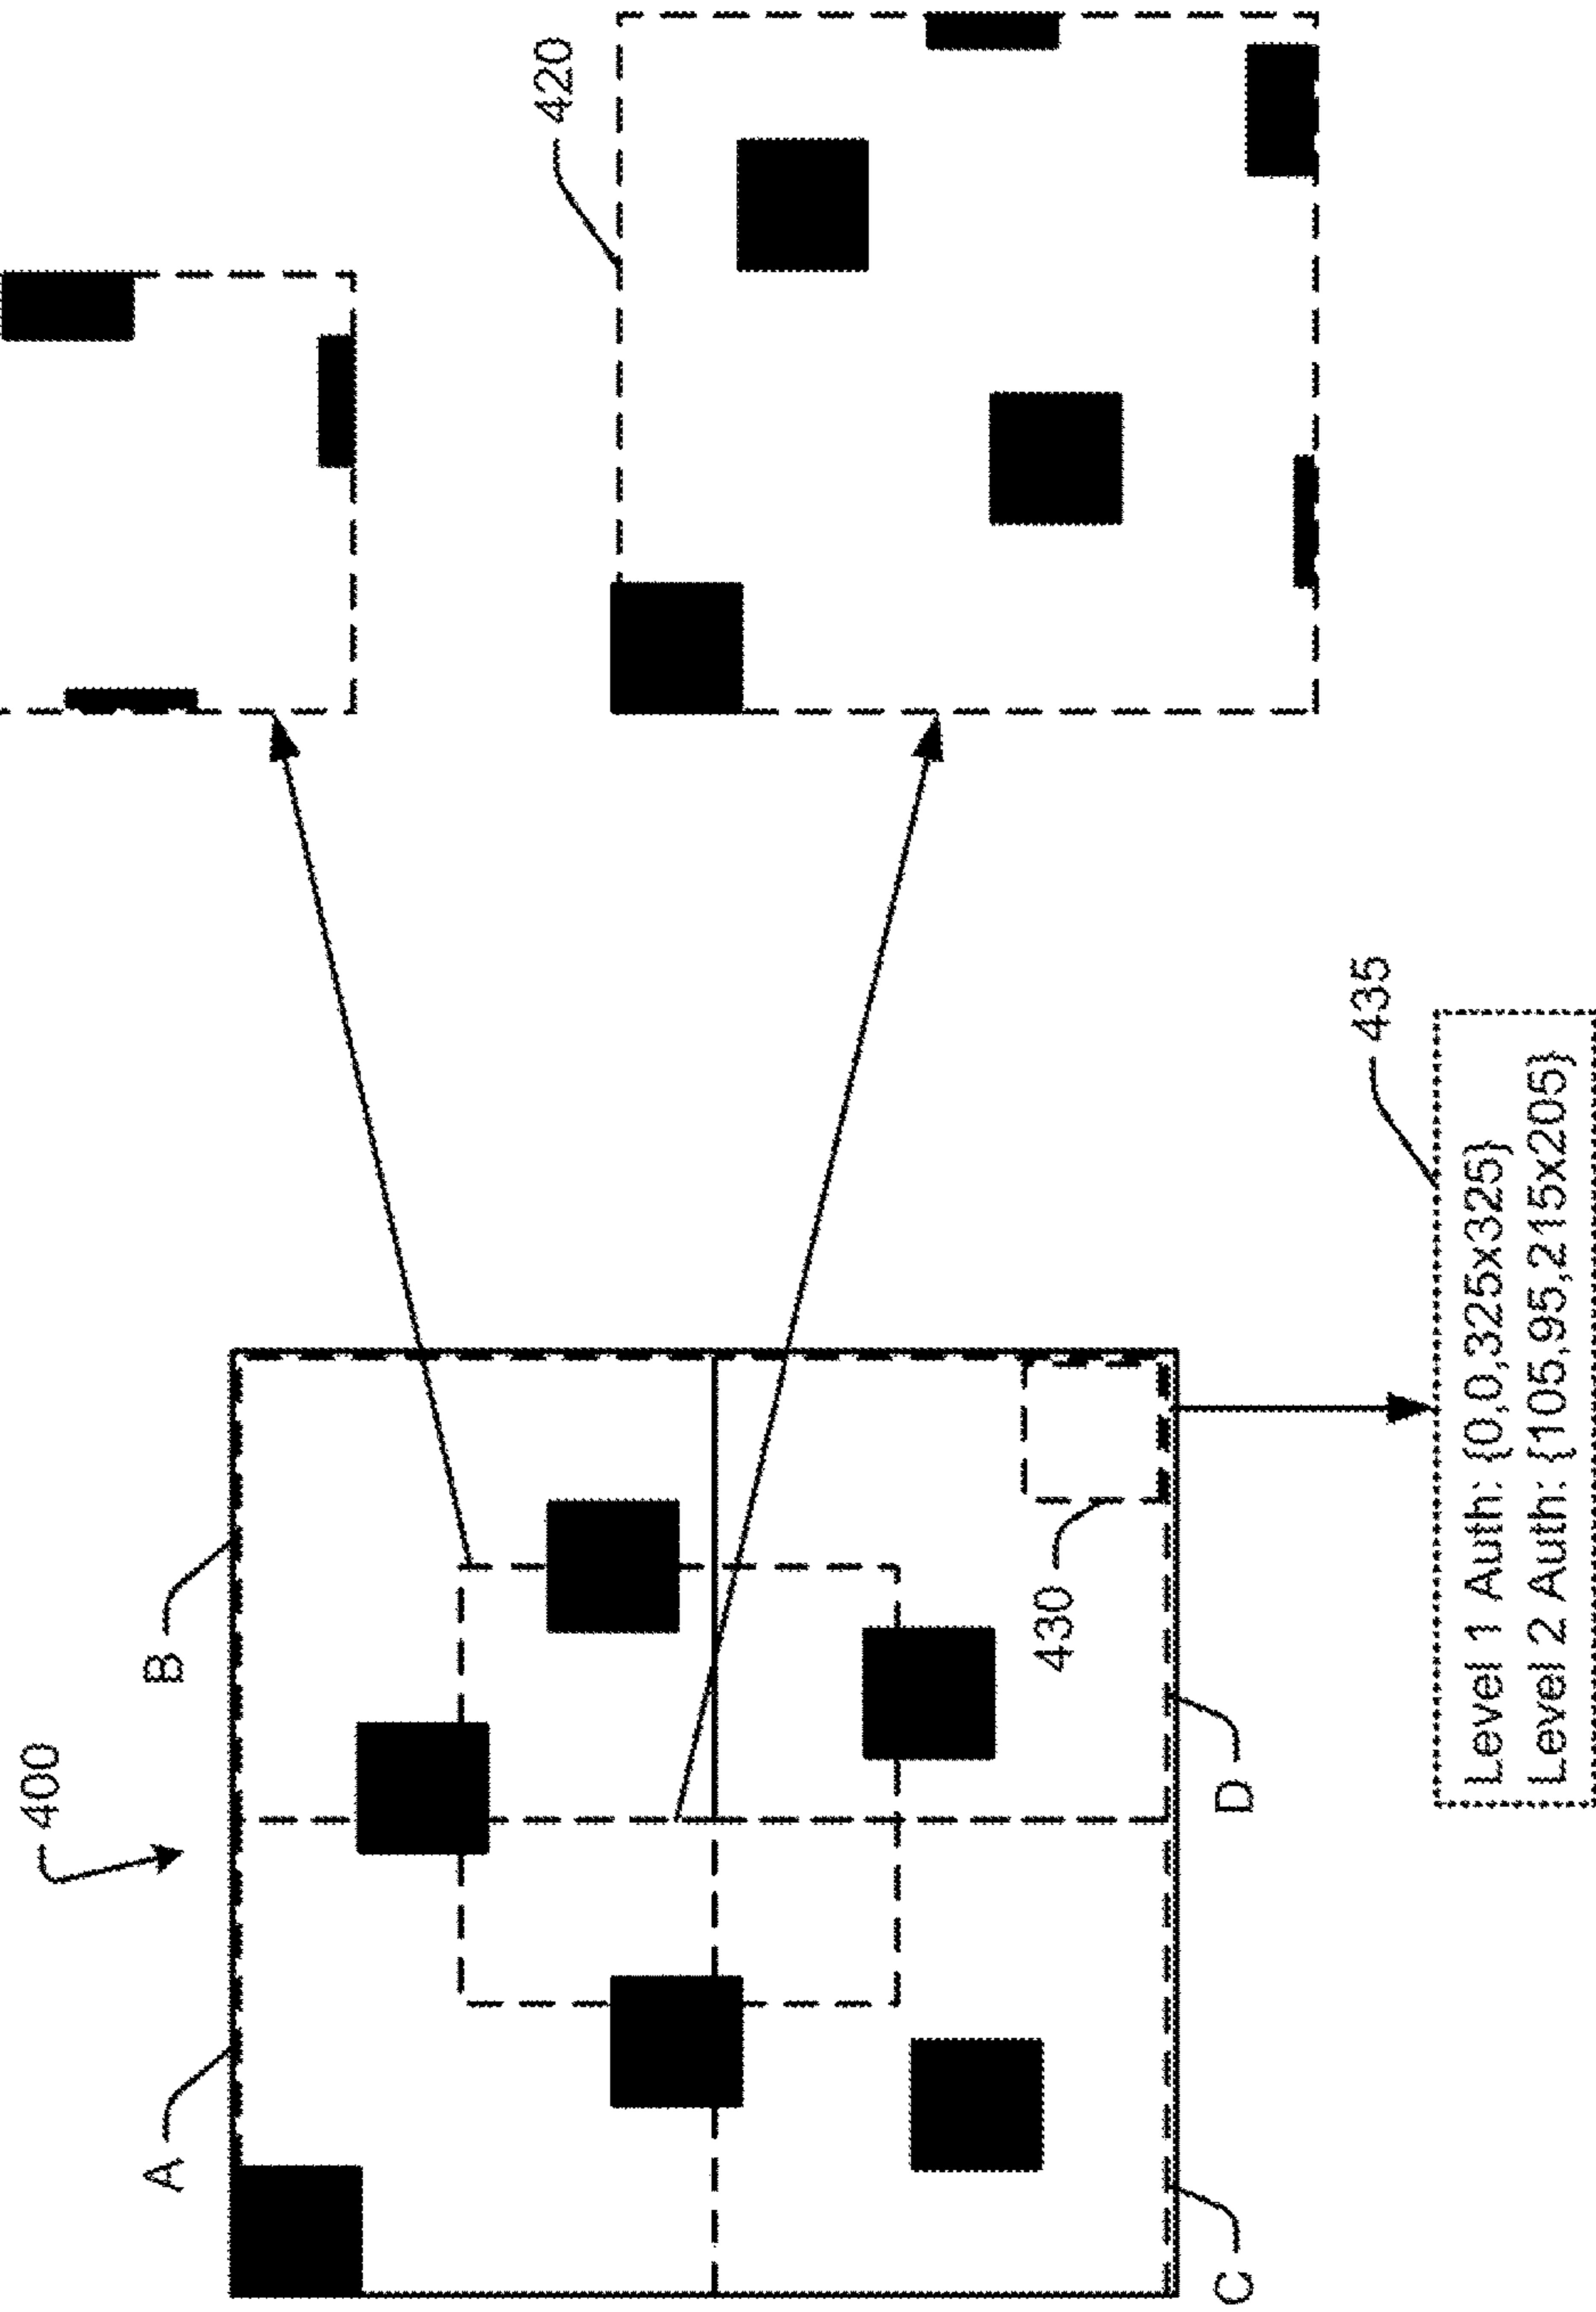 400
A
B
420
430
C
D
435
Level 1 Auth: {0,0,325x325}
Level 2 Auth: {105,95,215x205}